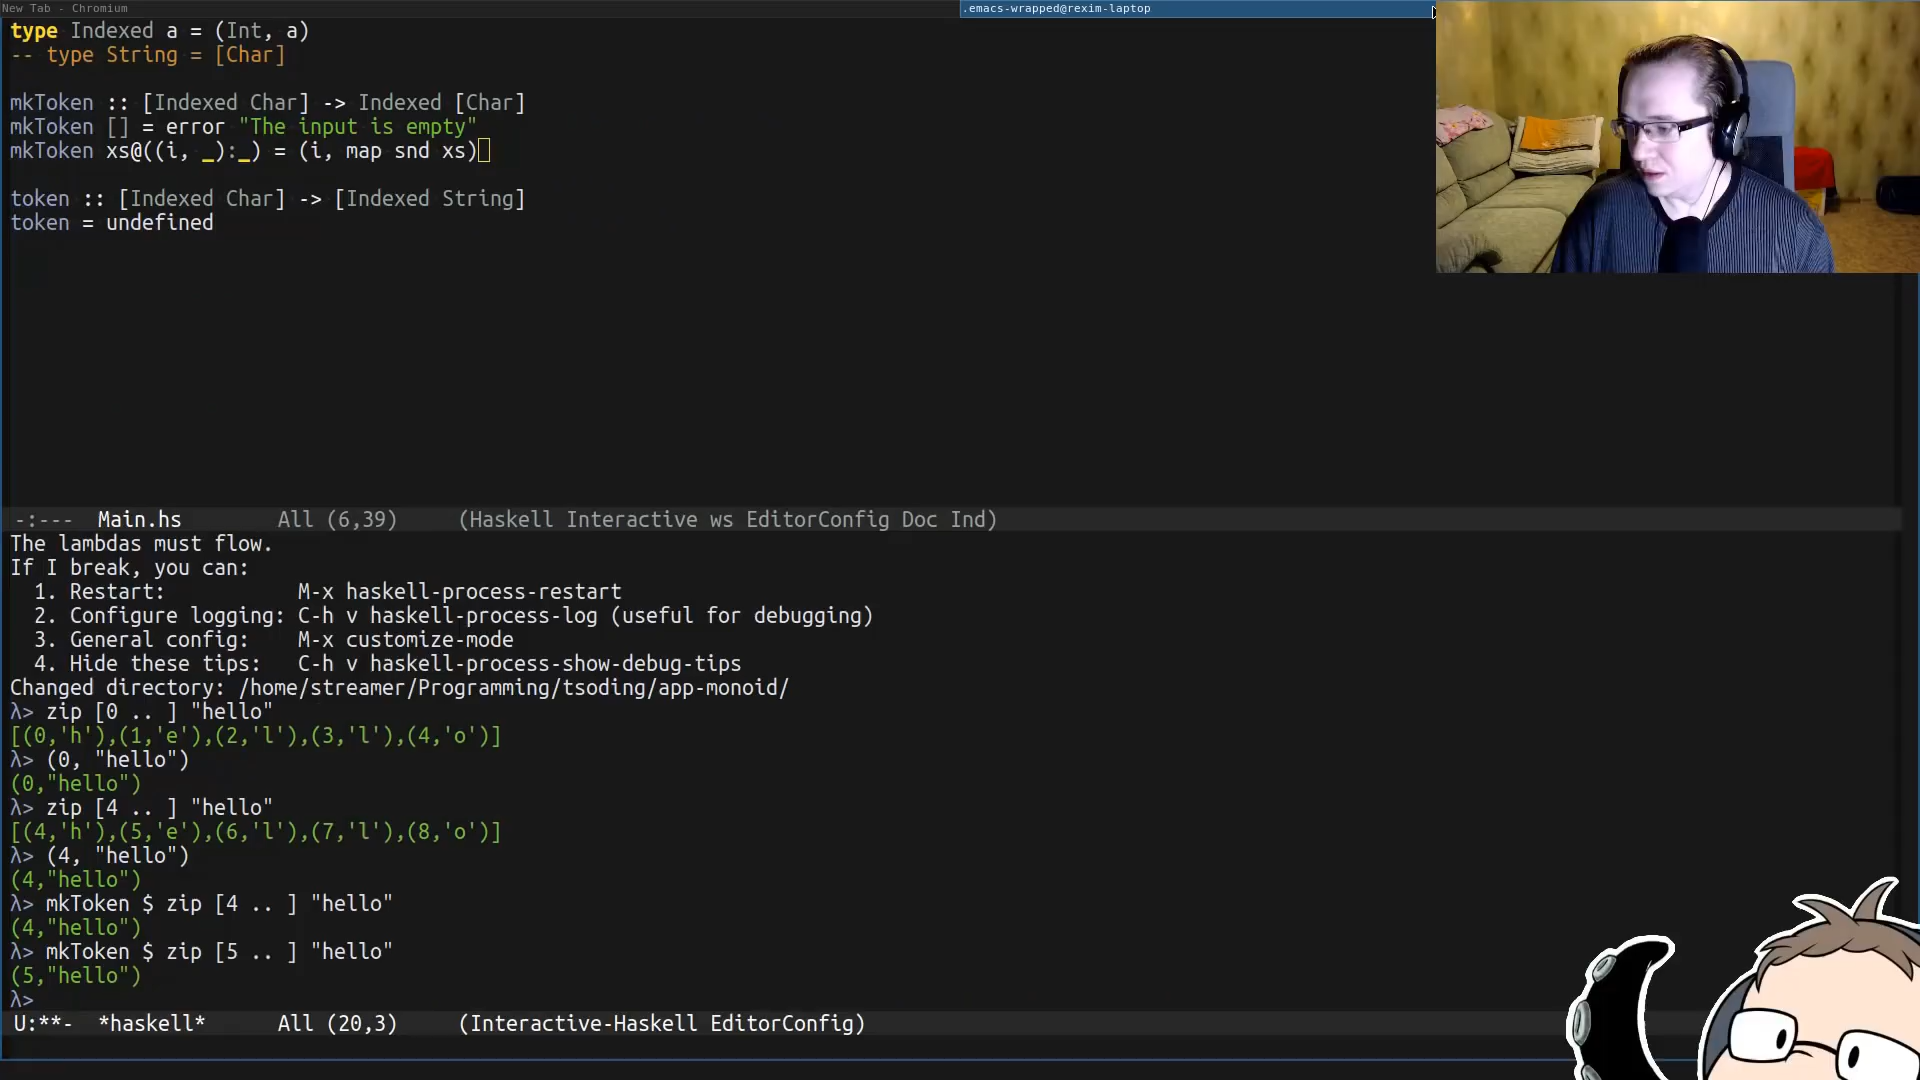 New Tab - Chromium
.emacs-wrapped@rexim-laptop
type Indexed a = (Int, a)
-- type String = [Char]
mkToken :: [Indexed Char] -> Indexed [Char]
mkToken [] = error "The input is empty"
mkToken xs@((i, _):_) = (i, map snd xs)
token :: [Indexed Char] -> [Indexed String]
token = undefined
-:--- Main.hs All (6,39) (Haskell Interactive ws EditorConfig Doc Ind)
The lambdas must flow.
If I break, you can:
1. Restart: M-x haskell-process-restart
2. Configure logging: C-h v haskell-process-log (useful for debugging)
3. General config: M-x customize-mode
4. Hide these tips: C-h v haskell-process-show-debug-tips
Changed directory: /home/streamer/Programming/tsoding/app-monoid/
λ> zip [0 .. ] "hello"
[(0,'h'),(1,'e'),(2,'l'),(3,'l'),(4,'o')]
λ> (0, "hello")
(0,"hello")
λ> zip [4 .. ] "hello"
[(4,'h'),(5,'e'),(6,'l'),(7,'l'),(8,'o')]
λ> (4, "hello")
(4,"hello")
λ> mkToken $ zip [4 .. ] "hello"
(4,"hello")
λ> mkToken $ zip [5 .. ] "hello"
(5,"hello")
λ>
U:**- *haskell* All (20,3) (Interactive-Haskell EditorConfig)